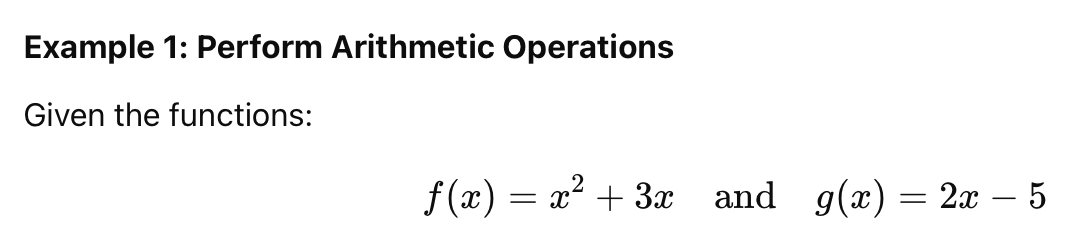 Example 1: Perform Arithmetic Operations
Given the functions:
f(x) = x² + 3x and g(x) = 2x − 5